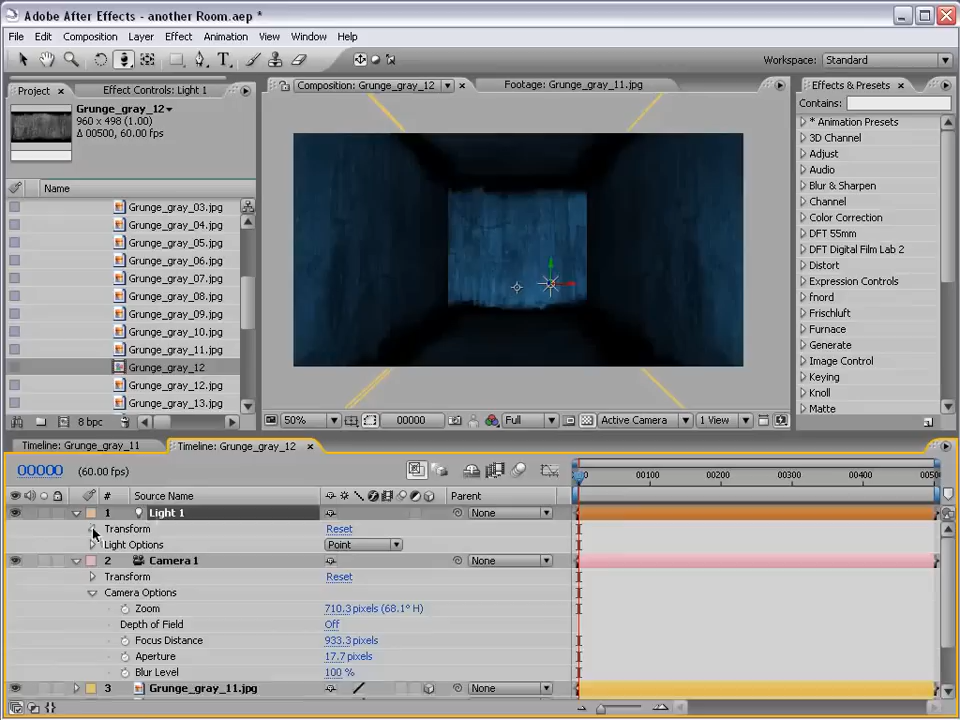 Adobe After Effects - another Room.aep *
File Edit Composition Layer Effect Animation View Window Help
Workspace: Standard
Project
Effect Controls: Light 1
Composition: Grunge_gray_12
Footage: Grunge_gray_11.jpg
Effects & Presets
Grunge_gray_12
960 x 498 (1.00)
Δ 00500, 60.00 fps
Contains:
Name
Grunge_gray_03.jpg
Grunge_gray_04.jpg
Grunge_gray_05.jpg
Grunge_gray_06.jpg
Grunge_gray_07.jpg
Grunge_gray_08.jpg
Grunge_gray_09.jpg
Grunge_gray_10.jpg
Grunge_gray_11.jpg
Grunge_gray_12
Grunge_gray_12.jpg
Grunge_gray_13.jpg
8 bpc
50%
00000
Full
Active Camera
1 View
* Animation Presets
3D Channel
Adjust
Audio
Blur & Sharpen
Channel
Color Correction
DFT 55mm
DFT Digital Film Lab 2
Distort
Expression Controls
fnord
Frischluft
Furnace
Generate
Image Control
Keying
Knoll
Matte
Timeline: Grunge_gray_11
Timeline: Grunge_gray_12
00000 (60.00 fps)
00100 00200 00300 00400
# Source Name Parent
1 Light 1 None
Transform Reset
Light Options Point
2 Camera 1 None
Transform Reset
Camera Options
Zoom 710.3 pixels (68.1° H)
Depth of Field Off
Focus Distance 933.3 pixels
Aperture 17.7 pixels
Blur Level 100 %
3 Grunge_gray_11.jpg None